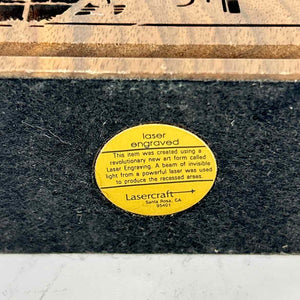 laser
engraved
This item was created using a
revolutionary new art form called
Laser Engraving. A beam of invisible
light from a powerful laser was used
to produce the recessed areas.
Lasercraft
Santa Rosa, CA
95401